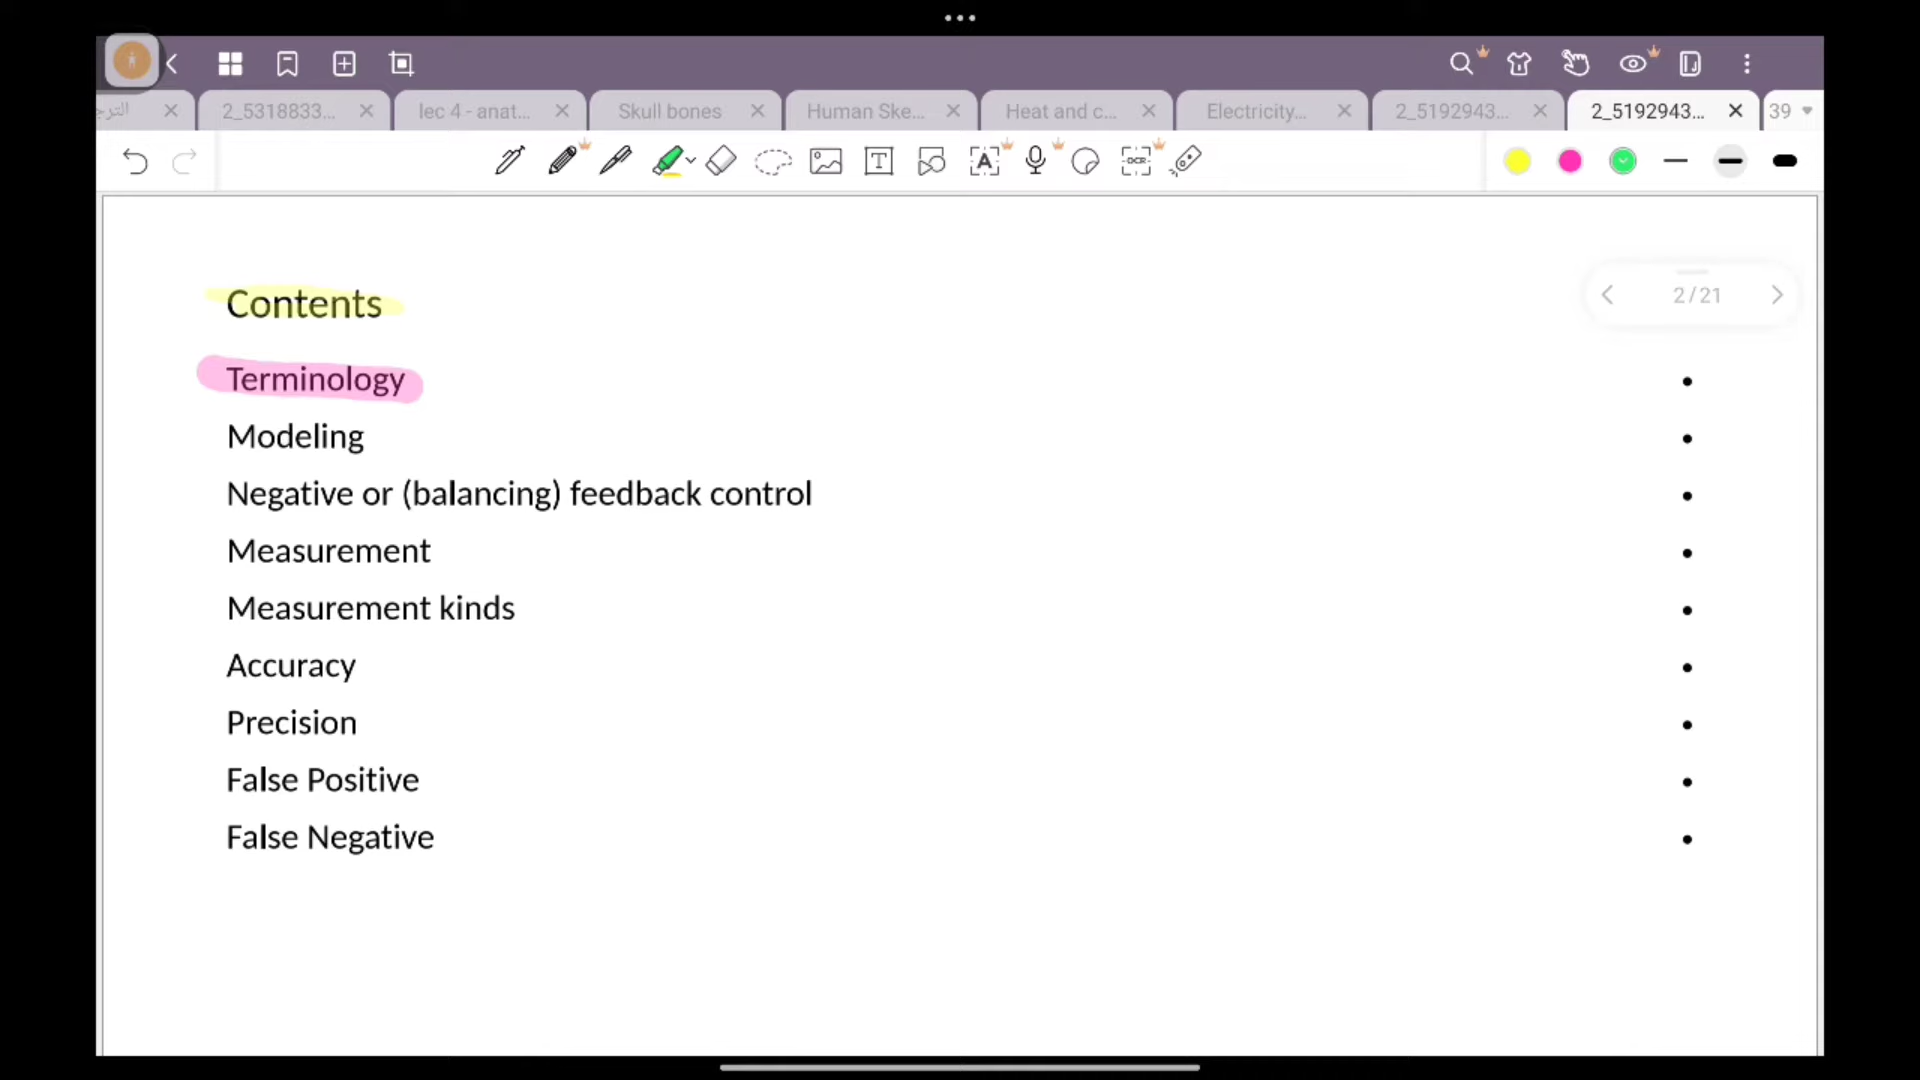 2_5318833...
lec 4 - anat...
Skull bones
Human Ske...
Heat and c...
Electricity...
2_5192943...
2_5192943...
39
T
A
OCR
Contents
2/21
Terminology
Modeling
Negative or (balancing) feedback control
Measurement
Measurement kinds
Accuracy
Precision
False Positive
False Negative